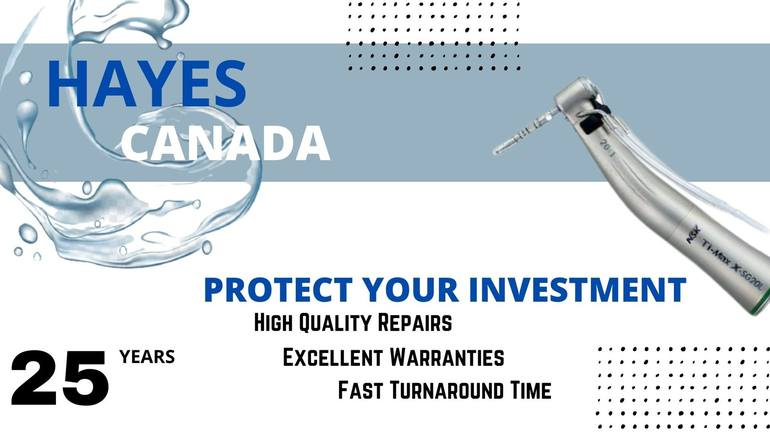 HAYES
CANADA
20:1
NSK Ti-Max X-SG20L
PROTECT YOUR INVESTMENT
High Quality Repairs
25 YEARS
Excellent Warranties
Fast Turnaround Time